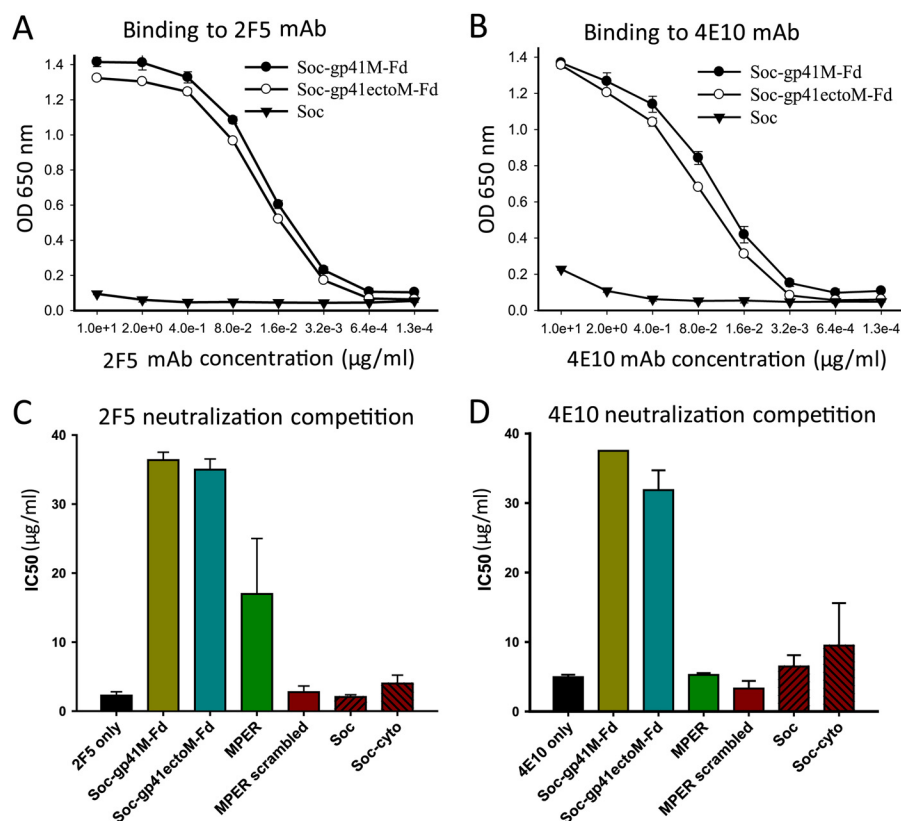 A
Binding to 2F5 mAb
Soc-gp41M-Fd
Soc-gp41ectoM-Fd
Soc
OD 650 nm
1.4
1.2
1.0
0.8
0.6
0.4
0.2
0.0
1.0e+1 2.0e+0 4.0e-1 8.0e-2 1.6e-2 3.2e-3 6.4e-4 1.3e-4
2F5 mAb concentration (µg/ml)
B
Binding to 4E10 mAb
Soc-gp41M-Fd
Soc-gp41ectoM-Fd
Soc
OD 650 nm
1.4
1.2
1.0
0.8
0.6
0.4
0.2
0.0
1.0e+1 2.0e+0 4.0e-1 8.0e-2 1.6e-2 3.2e-3 6.4e-4 1.3e-4
4E10 mAb concentration (µg/ml)
C
2F5 neutralization competition
IC50 (µg/ml)
40
30
20
10
0
2F5 only
Soc-gp41M-Fd
Soc-gp41ectoM-Fd
MPER
MPER scrambled
Soc
Soc-cyto
D
4E10 neutralization competition
IC50 (µg/ml)
40
30
20
10
0
4E10 only
Soc-gp41M-Fd
Soc-gp41ectoM-Fd
MPER
MPER scrambled
Soc
Soc-cyto